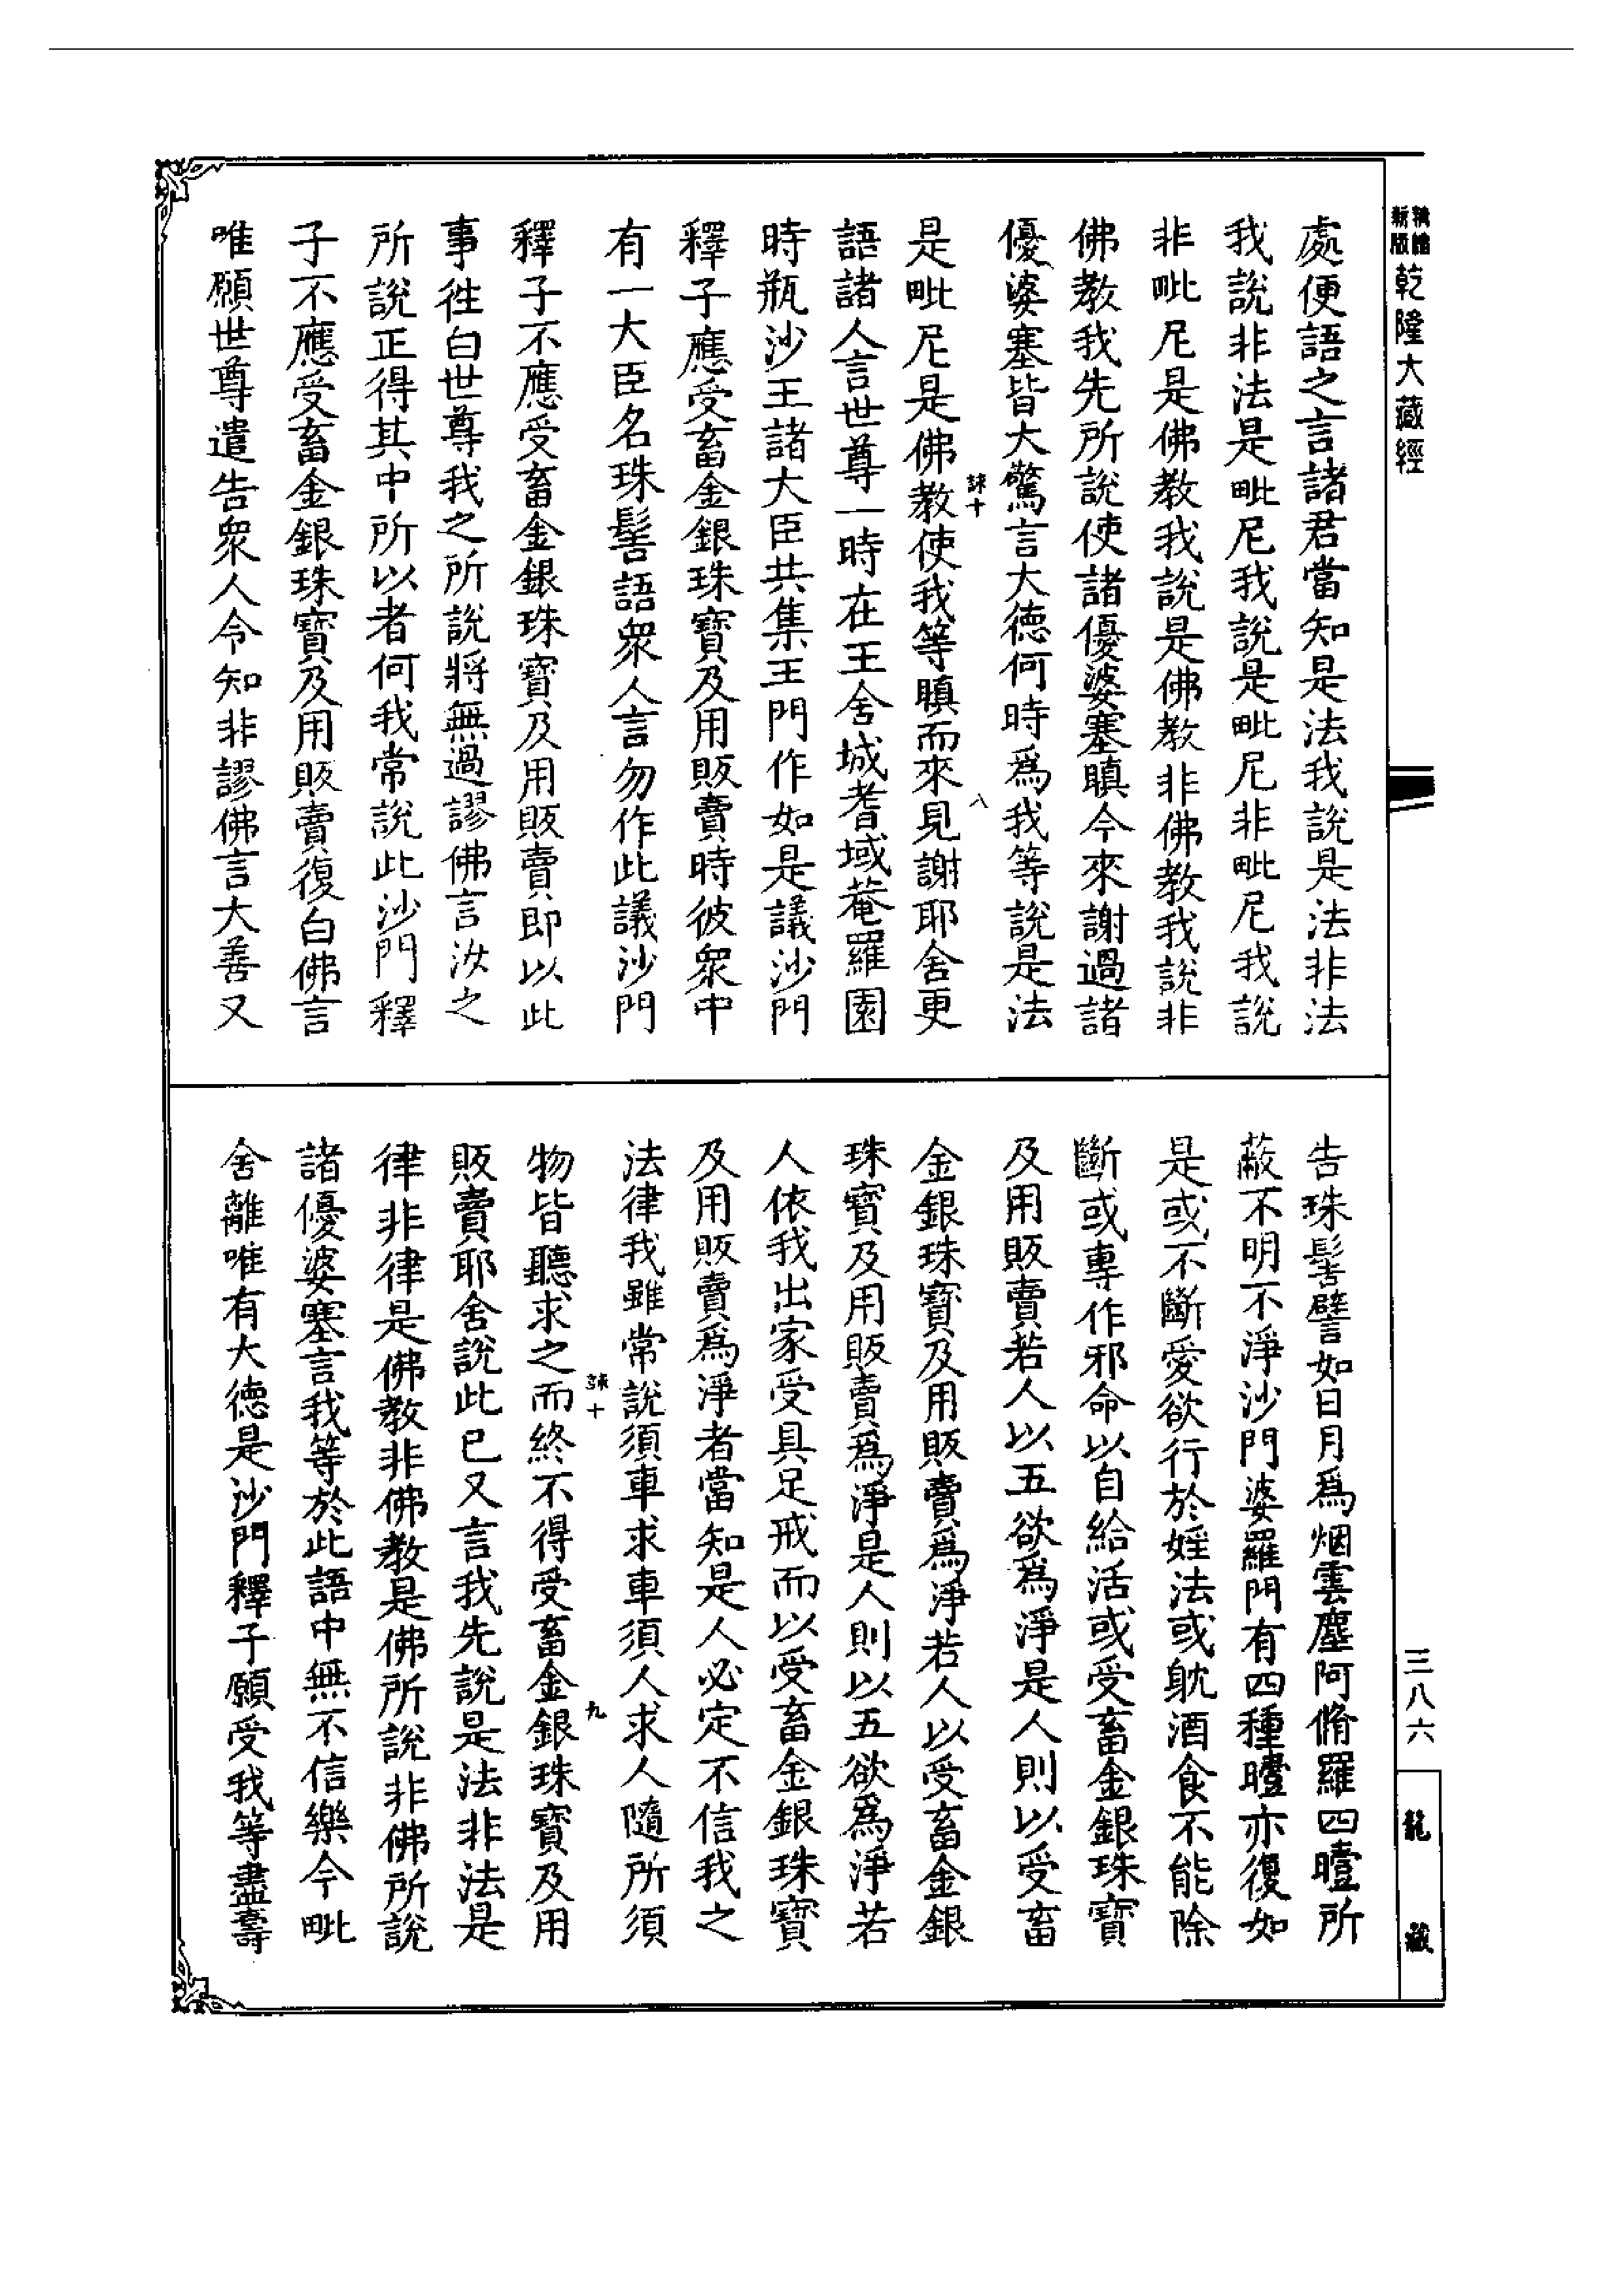 精縮
新版
乾隆大藏經
處便語之言諸君當知是法我說是法非法
我說非法是毗尼我說是毗尼非毗尼我說
非毗尼是佛教我說是佛教非佛教我說非
佛教我先所說使諸優婆塞瞋今來謝過諸
優婆塞皆大驚言大德何時爲我等說是法
是毗尼是佛教使我等瞋而來見謝耶舍更
語諸人言世尊一時在王舍城耆域菴羅園
時瓶沙王諸大臣共集王門作如是議沙門
釋子應受畜金銀珠寶及用販賣時彼衆中
有一大臣名珠髻語衆人言勿作此議沙門
釋子不應受畜金銀珠寶及用販賣即以此
事徃白世尊我之所說將無過謬佛言汝之
所說正得其中所以者何我常說此沙門釋
子不應受畜金銀珠寶及用販賣復白佛言
唯願世尊遣告衆人令知非謬佛言大善又
告珠髻譬如日月爲烟雲塵阿脩羅四曀所
蔽不明不淨沙門婆羅門有四種曀亦復如
是或不斷愛欲行於婬法或躭酒食不能除
斷或專作邪命以自給活或受畜金銀珠寶
及用販賣若人以五欲爲淨是人則以受畜
金銀珠寶及用販賣爲淨若人以受畜金銀
珠寶及用販賣爲淨是人則以五欲爲淨若
人依我出家受具足戒而以受畜金銀珠寶
及用販賣爲淨者當知是人必定不信我之
法律我雖常說須車求車須人求人隨所須
物皆聽求之而終不得受畜金銀珠寶及用
販賣耶舍說此已又言我先說是法非法是
律非律是佛教非佛教是佛所說非佛所說
諸優婆塞言我等於此語中無不信樂今毗
舍離唯有大德是沙門釋子願受我等盡壽
八
九
三八六
龍藏